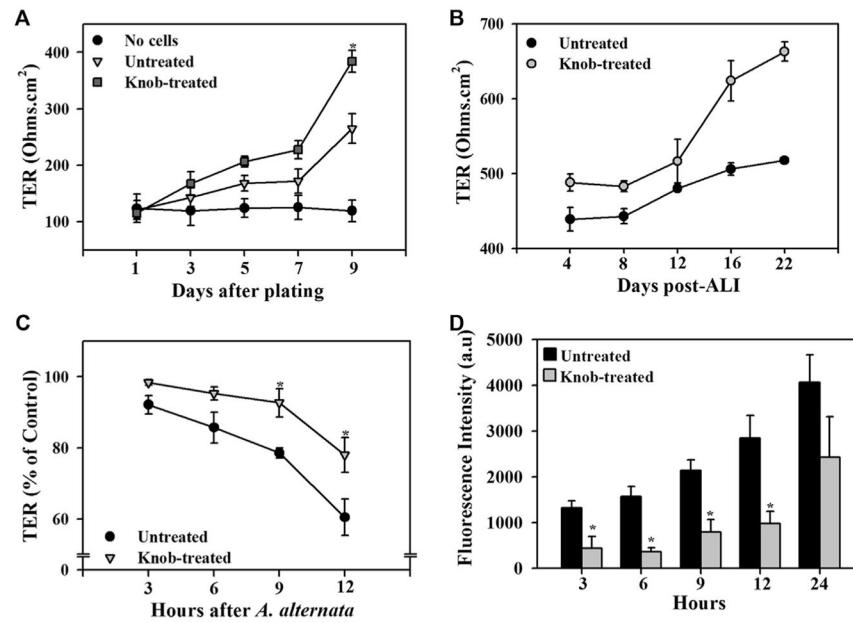 A
No cells
Untreated
Knob-treated
*
TER (Ohms.cm²)
400
300
200
100
1 3 5 7 9
Days after plating
B
Untreated
Knob-treated
TER (Ohms.cm²)
700
600
500
400
4 8 12 16 22
Days post-ALI
C
* *
TER (% of Control)
100
80
60
0
Untreated
Knob-treated
3 6 9 12
Hours after A. alternata
D
Untreated
Knob-treated
* * * *
Fluorescence Intensity (a.u)
5000
4000
3000
2000
1000
0
3 6 9 12 24
Hours